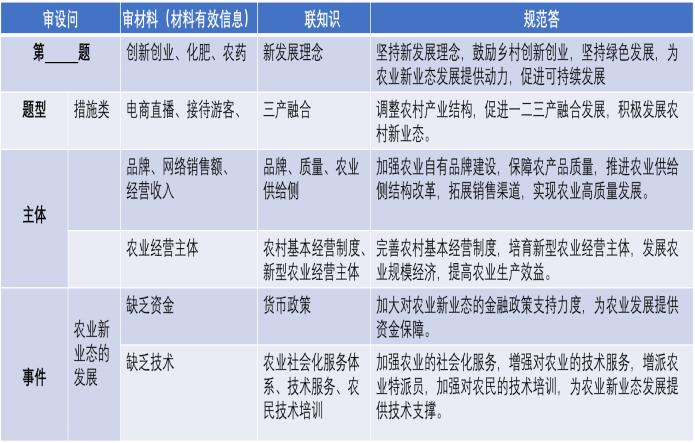 审设问 审材料（材料有效信息） 联知识 规范答
第_____题 创新创业、化肥、农药 新发展理念 坚持新发展理念，鼓励乡村创新创业，坚持绿色发展，为
农业新业态发展提供动力，促进可持续发展
题型 措施类 电商直播、接待游客、 三产融合 调整农村产业结构，促进一二三产融合发展，积极发展农
村新业态。
主体
品牌、网络销售额、
经营收入
品牌、质量、农业
供给侧
加强农业自有品牌建设，保障农产品质量，推进农业供给
侧结构改革，拓展销售渠道，实现农业高质量发展。
农业经营主体
农村基本经营制度、
新型农业经营主体
完善农村基本经营制度，培育新型农业经营主体，发展农
业规模经济，提高农业生产效益。
事件
农业新
业态的
发展
缺乏资金 货币政策 加大对农业新业态的金融政策支持力度，为农业发展提供
资金保障。
缺乏技术
农业社会化服务体
系、技术服务、农
民技术培训
加强农业的社会化服务，增强对农业的技术服务，增派农
业特派员，加强对农民的技术培训，为农业新业态发展提
供技术支撑。